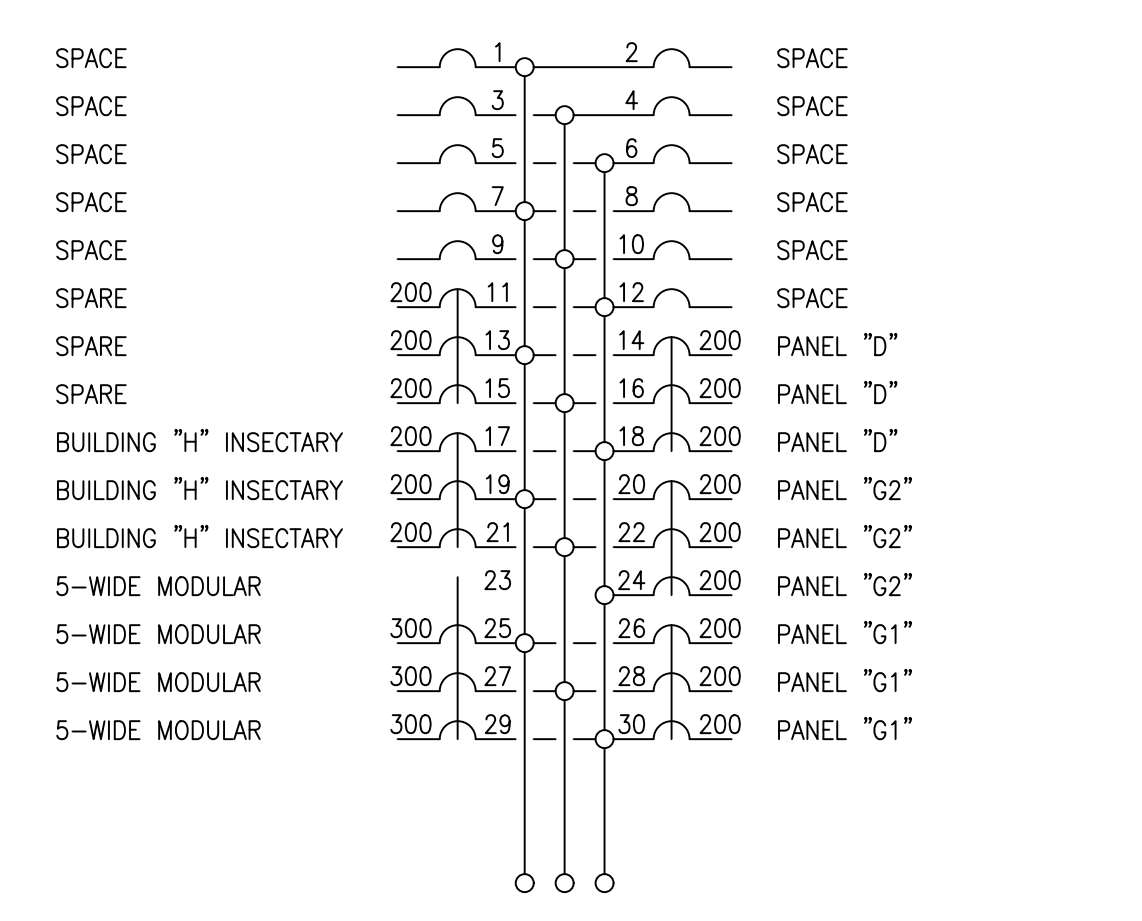 SPACE 1 2 SPACE
SPACE 3 4 SPACE
SPACE 5 6 SPACE
SPACE 7 8 SPACE
SPACE 9 10 SPACE
SPARE 200 11 12 SPACE
SPARE 200 13 14 200 PANEL "D"
SPARE 200 15 16 200 PANEL "D"
BUILDING "H" INSECTARY 200 17 18 200 PANEL "D"
BUILDING "H" INSECTARY 200 19 20 200 PANEL "G2"
BUILDING "H" INSECTARY 200 21 22 200 PANEL "G2"
5-WIDE MODULAR 23 24 200 PANEL "G2"
5-WIDE MODULAR 300 25 26 200 PANEL "G1"
5-WIDE MODULAR 300 27 28 200 PANEL "G1"
5-WIDE MODULAR 300 29 30 200 PANEL "G1"